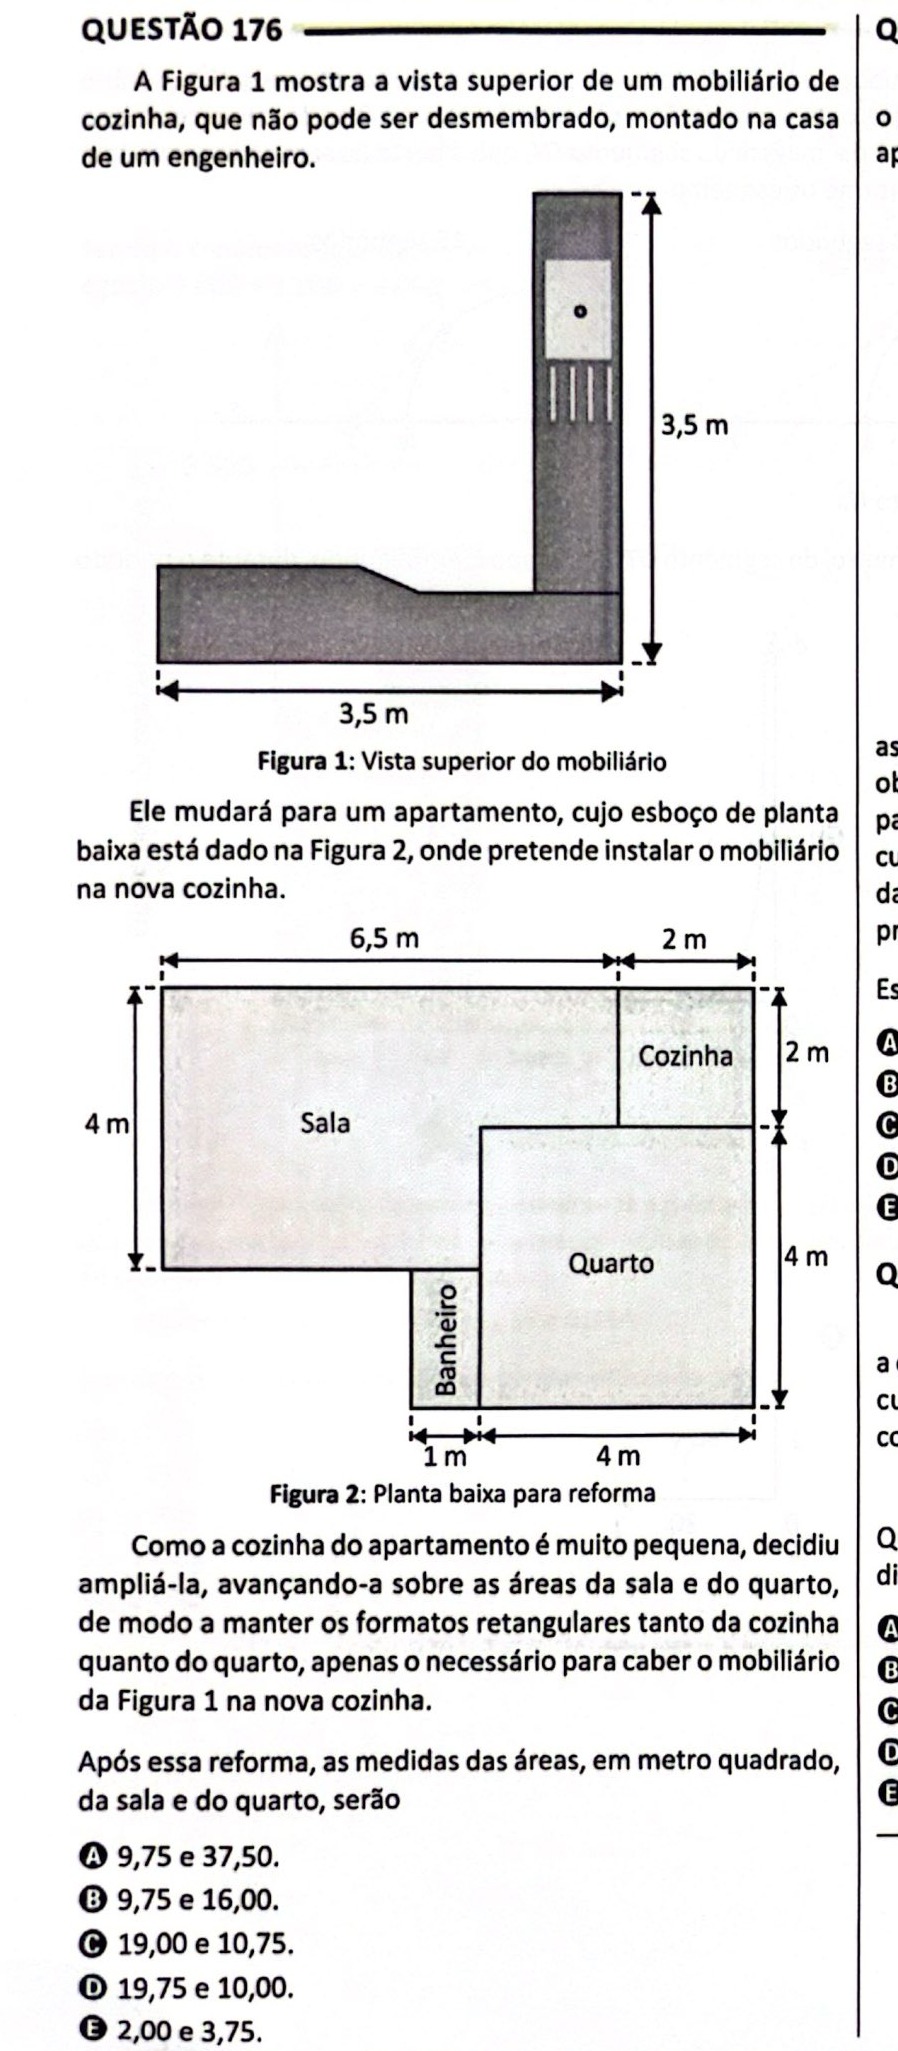 QUESTÃO 176
A Figura 1 mostra a vista superior de um mobiliário de
cozinha, que não pode ser desmembrado, montado na casa
de um engenheiro.
3,5 m
3,5 m
Figura 1: Vista superior do mobiliário
Ele mudará para um apartamento, cujo esboço de planta
baixa está dado na Figura 2, onde pretende instalar o mobiliário
na nova cozinha.
6,5 m
2 m
Cozinha
2 m
4 m
Sala
Quarto
4 m
Banheiro
1 m
4 m
Figura 2: Planta baixa para reforma
Como a cozinha do apartamento é muito pequena, decidiu
ampliá-la, avançando-a sobre as áreas da sala e do quarto,
de modo a manter os formatos retangulares tanto da cozinha
quanto do quarto, apenas o necessário para caber o mobiliário
da Figura 1 na nova cozinha.
Após essa reforma, as medidas das áreas, em metro quadrado,
da sala e do quarto, serão
A 9,75 e 37,50.
B 9,75 e 16,00.
C 19,00 e 10,75.
D 19,75 e 10,00.
E 2,00 e 3,75.